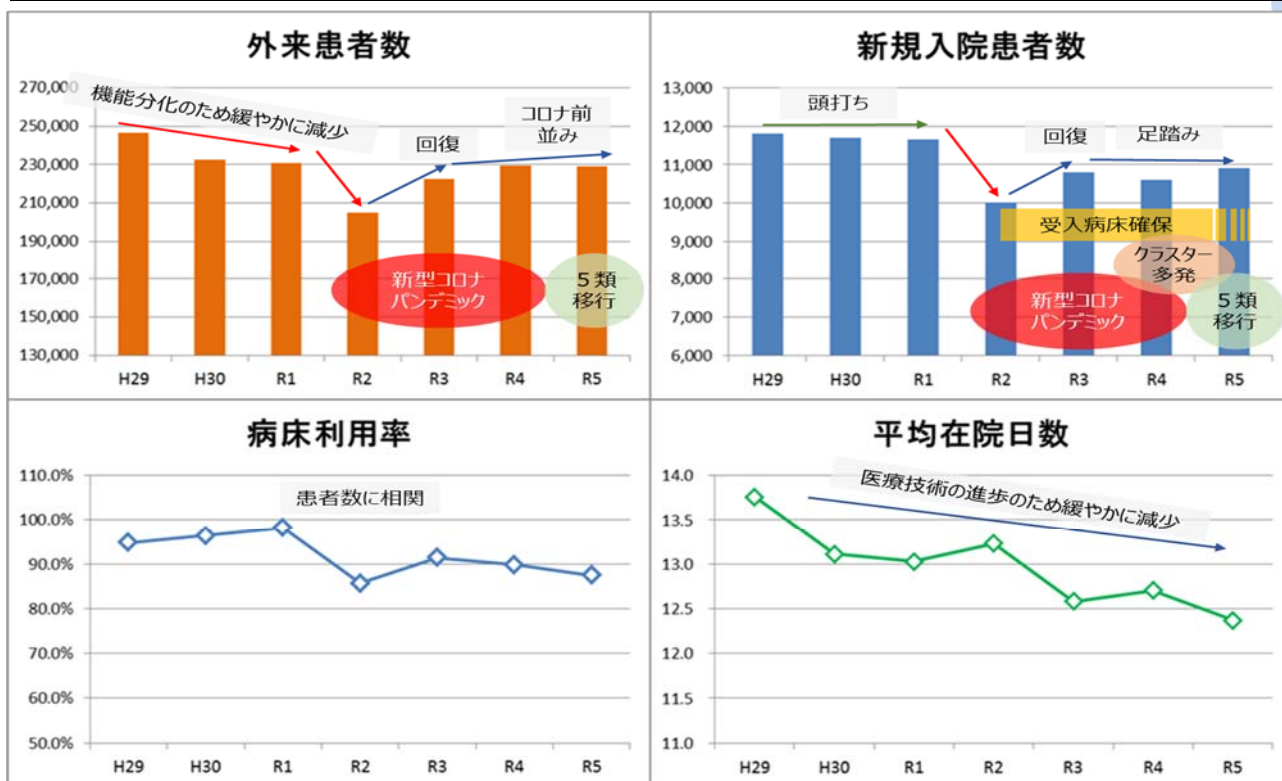 外来患者数
270,000
250,000
230,000
210,000
190,000
170,000
150,000
130,000
機能分化のため緩やかに減少
回復
コロナ前
並み
新型コロナ
パンデミック
５類
移行
H29 H30 R1 R2 R3 R4 R5
新規入院患者数
13,000
12,000
11,000
10,000
9,000
8,000
7,000
6,000
頭打ち
回復
足踏み
受入病床確保
クラスター
多発
新型コロナ
パンデミック
５類
移行
H29 H30 R1 R2 R3 R4 R5
病床利用率
110.0%
100.0%
90.0%
80.0%
70.0%
60.0%
50.0%
患者数に相関
H29 H30 R1 R2 R3 R4 R5
平均在院日数
14.0
13.5
13.0
12.5
12.0
11.5
11.0
医療技術の進歩のため緩やかに減少
H29 H30 R1 R2 R3 R4 R5